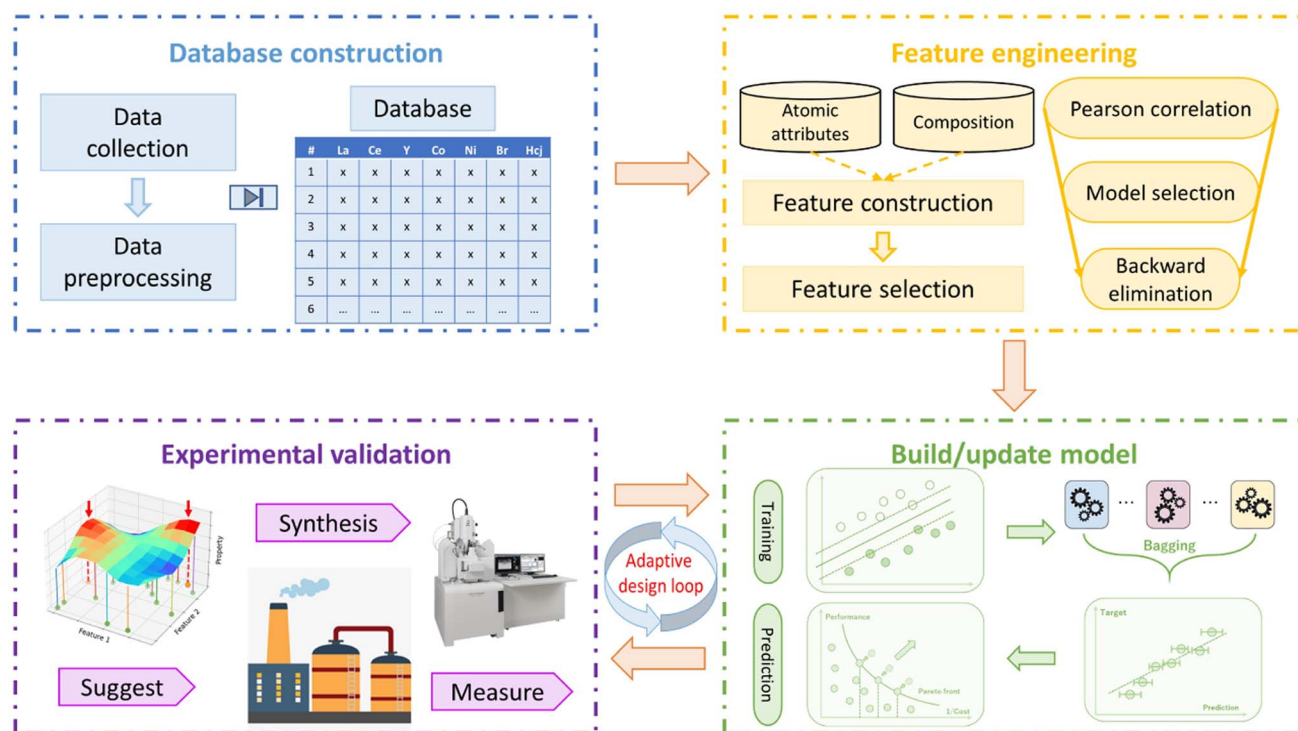 Database construction
Data
collection
Data
preprocessing
Database
# La Ce Y Co Ni Br Hcj
1 x x x x x x x
2 x x x x x x x
3 x x x x x x x
4 x x x x x x x
5 x x x x x x x
6 ... ... ... ... ... ... ...
Feature engineering
Atomic
attributes
Composition
Feature construction
Feature selection
Pearson correlation
Model selection
Backward
elimination
Experimental validation
Property
Feature 1
Feature 2
Suggest
Synthesis
Measure
Adaptive
design loop
Build/update model
Training
... ...
Bagging
Prediction
Performance
Pareto front
1/Cost
Target
Prediction